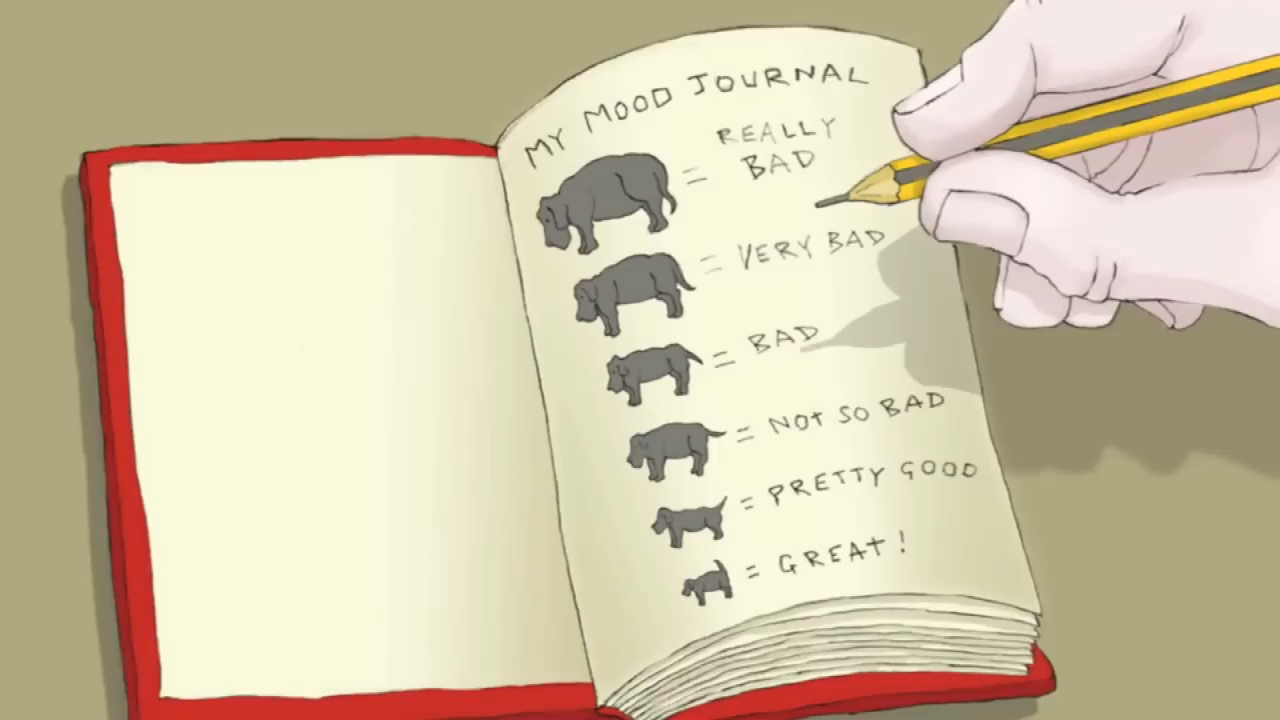 MY MOOD JOURNAL
= REALLY
BAD
= VERY BAD
= BAD
= NOT SO BAD
= PRETTY GOOD
= GREAT!